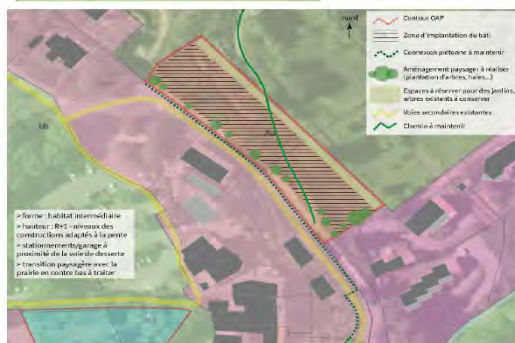 nord
Contour OAP
Zone d'implantation du bâti
Connexion piétonne à maintenir
Aménagement paysager à réaliser
(plantation d'arbres, haies...)
Espaces à réserver pour des jardins,
arbres existants à conserver
Voies secondaires existantes
Chemin à maintenir
UB
> forme : habitat intermédiaire
> hauteur : R+1 - niveaux des
constructions adaptés à la pente
> stationnements/garage à
proximité de la voie de desserte
> transition paysagère avec la
prairie en contre bas à traiter